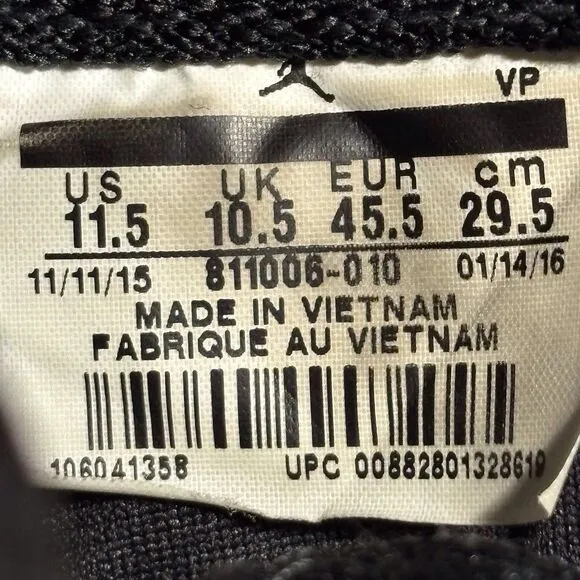 VP
US UK EUR cm
11.5 10.5 45.5 29.5
11/11/15 811006-010 01/14/16
MADE IN VIETNAM
FABRIQUE AU VIETNAM
106041358 UPC 00882801328619